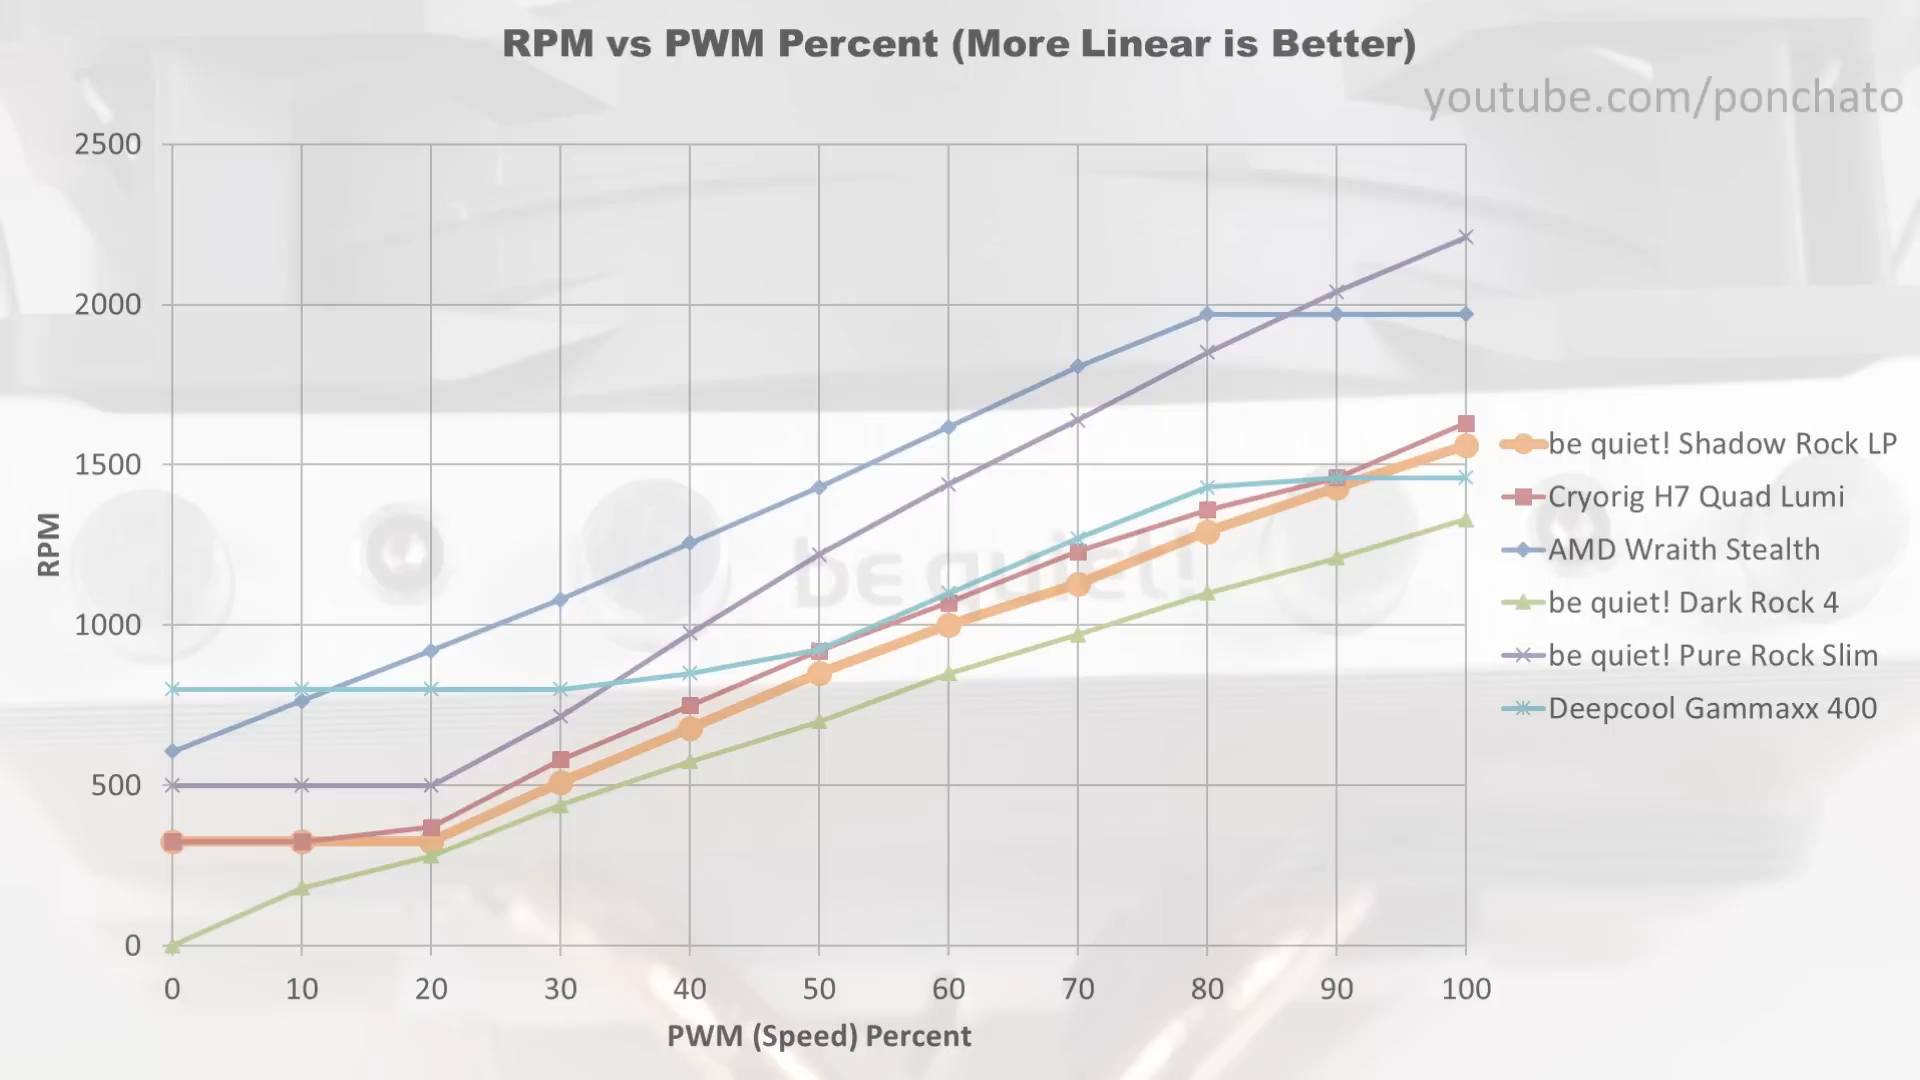 RPM vs PWM Percent (More Linear is Better)
youtube.com/ponchato
2500
2000
1500
1000
500
0
RPM
be quiet!
0 10 20 30 40 50 60 70 80 90 100
PWM (Speed) Percent
be quiet! Shadow Rock LP
Cryorig H7 Quad Lumi
AMD Wraith Stealth
be quiet! Dark Rock 4
be quiet! Pure Rock Slim
Deepcool Gammaxx 400